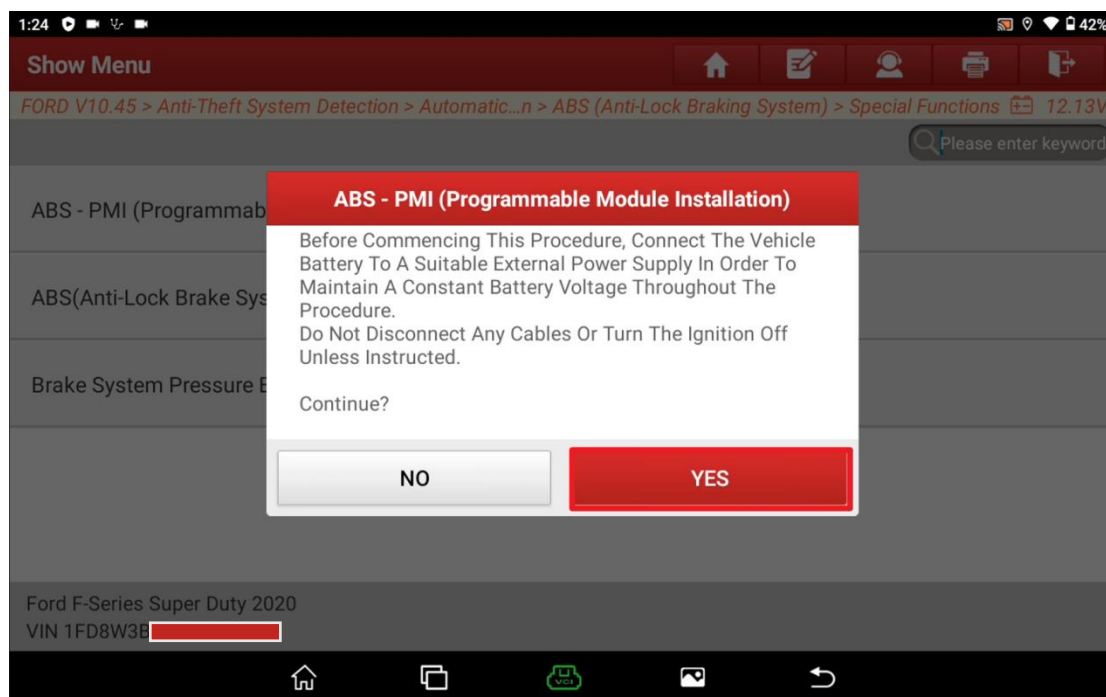 1:24
42%
Show Menu
FORD V10.45 > Anti-Theft System Detection > Automatic...n > ABS (Anti-Lock Braking System) > Special Functions 12.13V
Please enter keyword
ABS - PMI (Programmab
ABS - PMI (Programmable Module Installation)
Before Commencing This Procedure, Connect The Vehicle
Battery To A Suitable External Power Supply In Order To
Maintain A Constant Battery Voltage Throughout The
Procedure.
Do Not Disconnect Any Cables Or Turn The Ignition Off
Unless Instructed.
Continue?
ABS(Anti-Lock Brake Sys
Brake System Pressure B
NO
YES
Ford F-Series Super Duty 2020
VIN 1FD8W3B
VCI